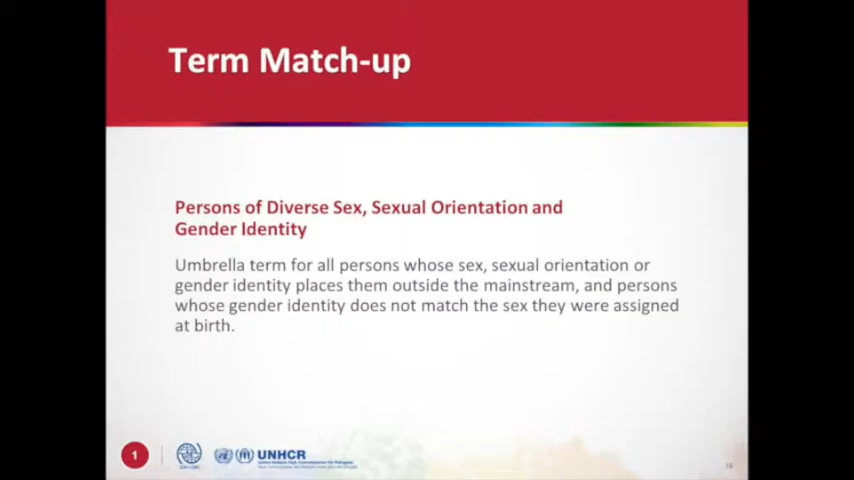 Term Match-up
Persons of Diverse Sex, Sexual Orientation and
Gender Identity
Umbrella term for all persons whose sex, sexual orientation or
gender identity places them outside the mainstream, and persons
whose gender identity does not match the sex they were assigned
at birth.
1
UNHCR